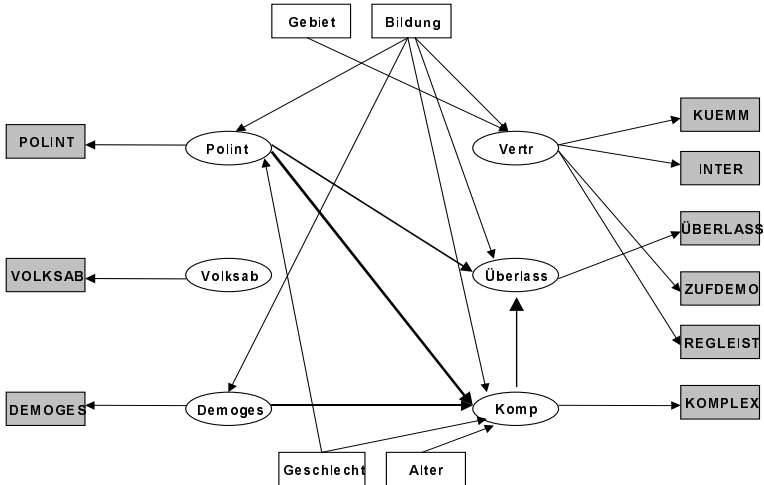 Gebiet
Bildung
KUEMM
POLINT
Polint
Vertr
INTER
ÜBERLASS
VOLKSAB
Volksab
Überlass
ZUFDEMO
REGLEIST
DEMOGES
Demoges
Komp
KOMPLEX
Geschlecht
Alter